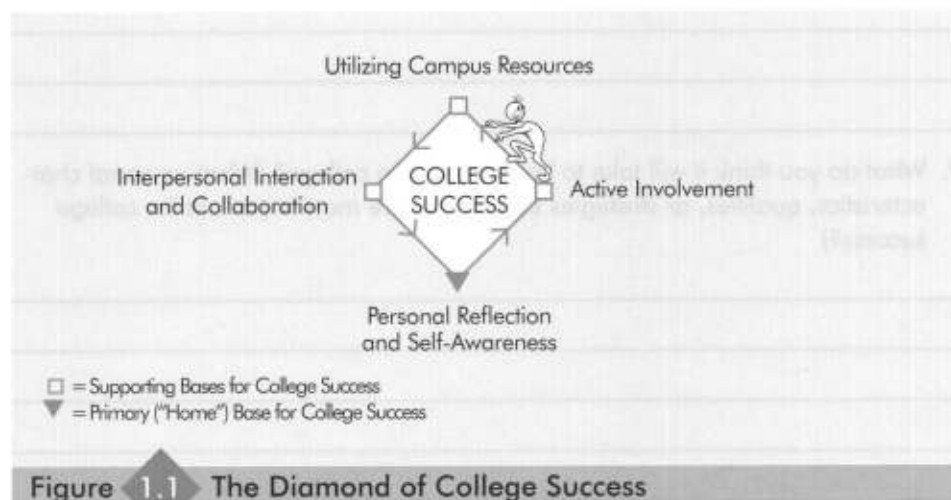 Utilizing Campus Resources
Interpersonal Interaction
and Collaboration
COLLEGE
SUCCESS
Active Involvement
Personal Reflection
and Self-Awareness
□ = Supporting Bases for College Success
▼ = Primary ("Home") Base for College Success
Figure 1.1 The Diamond of College Success